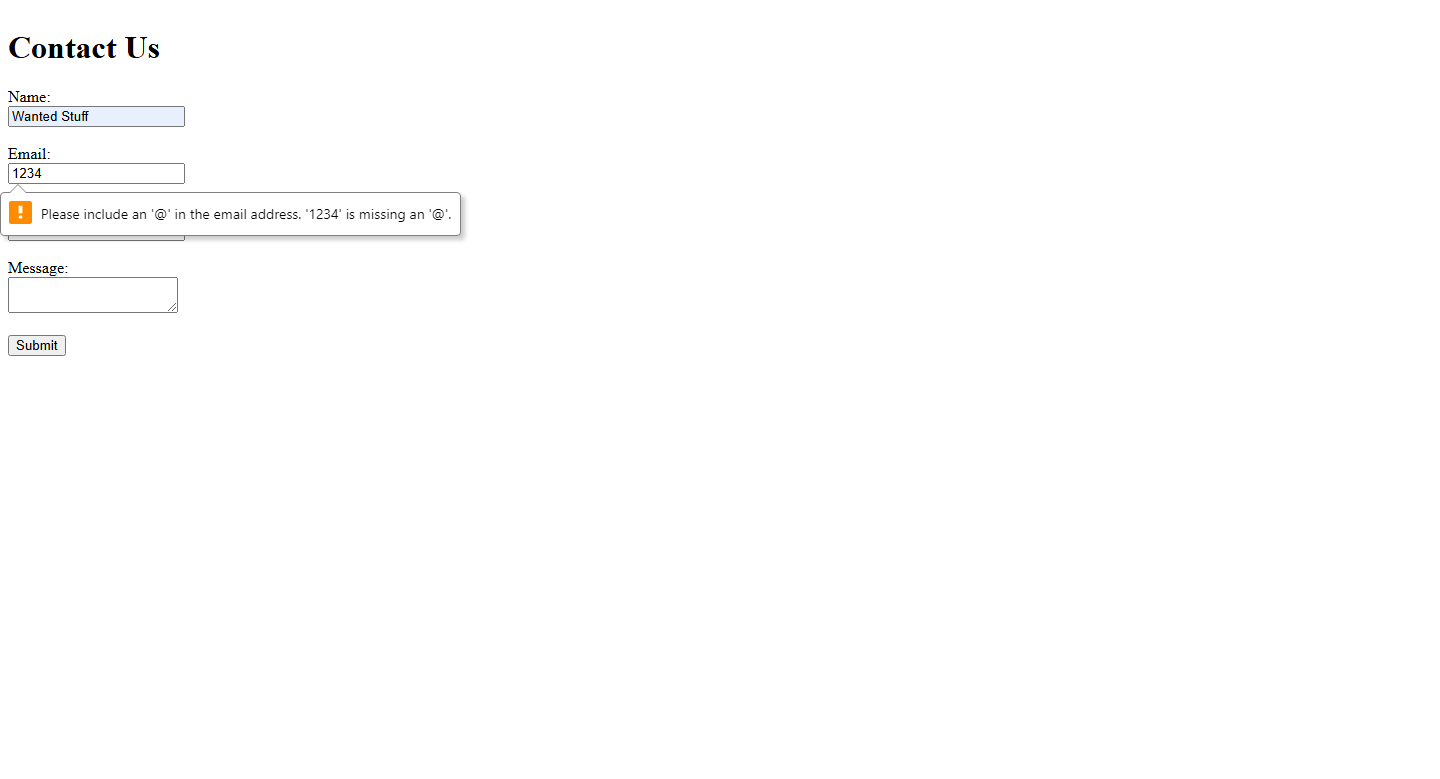 Contact Us
Name:
Wanted Stuff
Email:
1234
Please include an '@' in the email address. '1234' is missing an '@'.
Message:
Submit